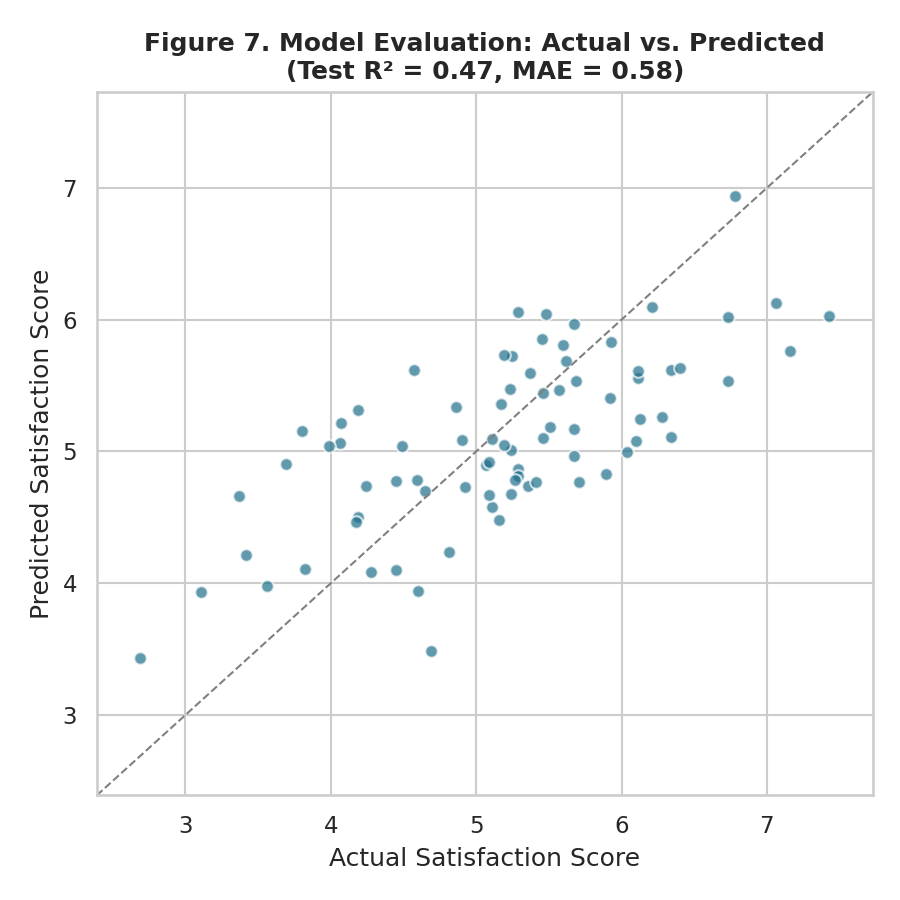 Figure 7. Model Evaluation: Actual vs. Predicted
(Test R² = 0.47, MAE = 0.58)
7
6
5
4
3
Predicted Satisfaction Score
3 4 5 6 7
Actual Satisfaction Score